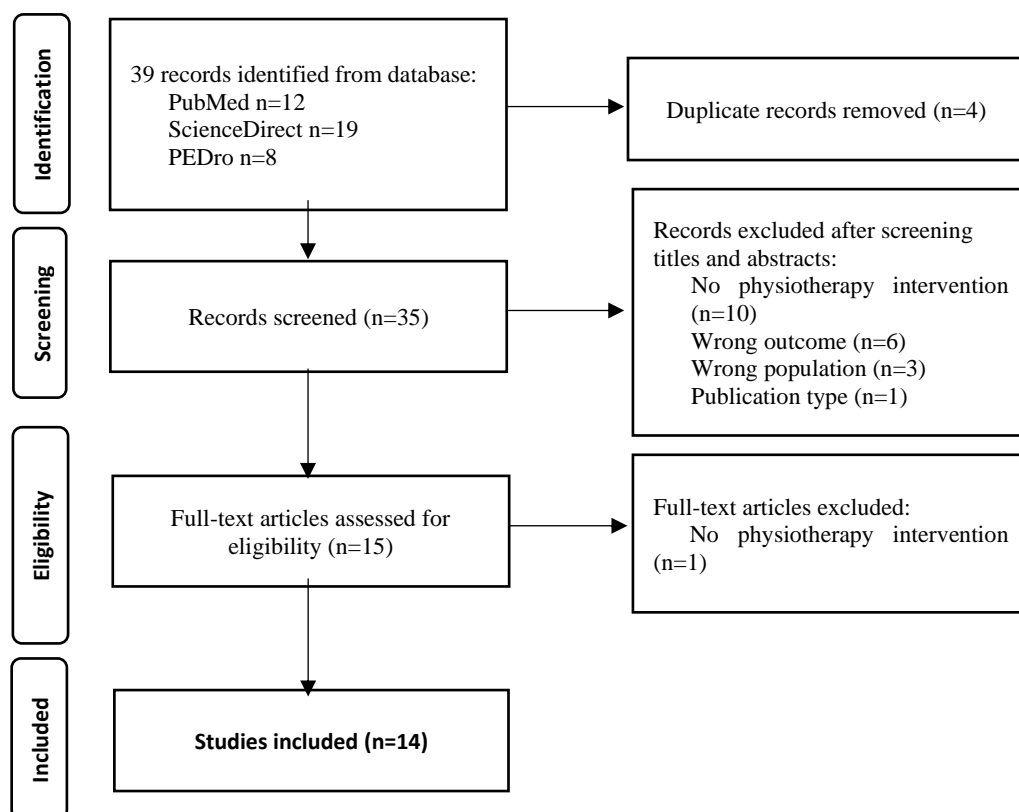 Identification
39 records identified from database:
PubMed n=12
ScienceDirect n=19
PEDro n=8
Duplicate records removed (n=4)
Screening
Records screened (n=35)
Records excluded after screening
titles and abstracts:
No physiotherapy intervention
(n=10)
Wrong outcome (n=6)
Wrong population (n=3)
Publication type (n=1)
Eligibility
Full-text articles assessed for
eligibility (n=15)
Full-text articles excluded:
No physiotherapy intervention
(n=1)
Included
Studies included (n=14)